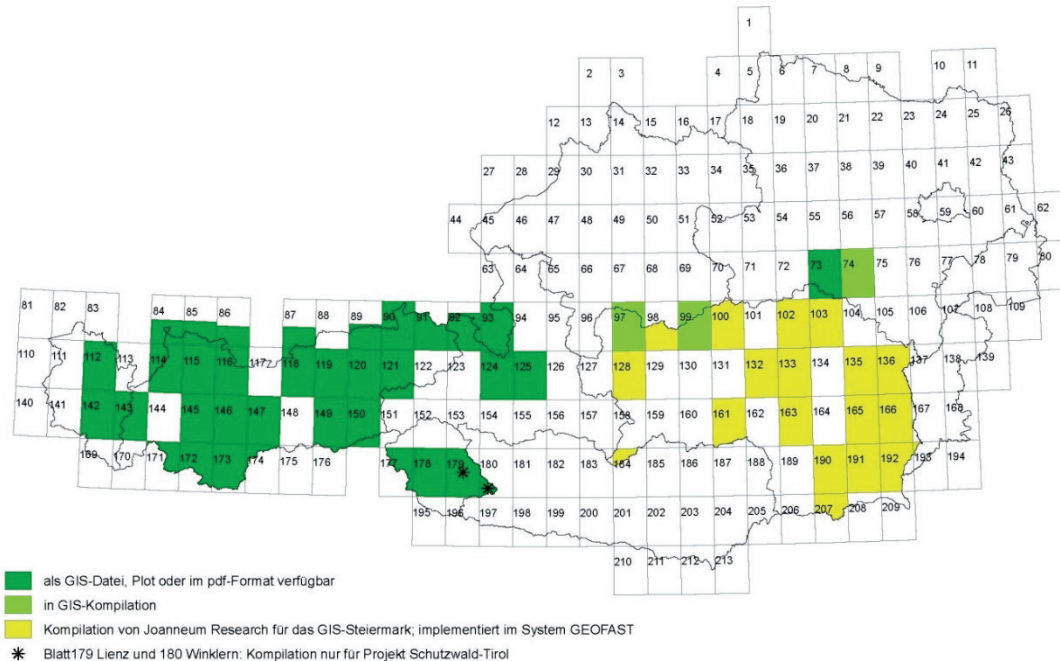 1
2 3 4 5 6 7 8 9 10 11
12 13 14 15 16 17 18 19 20 21 22 23 24 25 26
27 28 29 30 31 32 33 34 35 36 37 38 39 40 41 42 43
44 45 46 47 48 49 50 51 52 53 54 55 56 57 58 59 60 61 62
63 64 65 66 67 68 69 70 71 72 73 74 75 76 77 78 79 80
81 82 83 84 85 86 87 88 89 90 91 92 93 94 95 96 97 98 99 100 101 102 103 104 105 106 107 108 109
110 111 112 113 114 115 116 117 118 119 120 121 122 123 124 125 126 127 128 129 130 131 132 133 134 135 136 137 138 139
140 141 142 143 144 145 146 147 148 149 150 151 152 153 154 155 156 157 158 159 160 161 162 163 164 165 166 167 168
169 170 171 172 173 174 175 176 177 178 179 180 181 182 183 184 185 186 187 188 189 190 191 192 193 194
195 196 197 198 199 200 201 202 203 204 205 206 207 208 209
210 211 212 213
als GIS-Datei, Plot oder im pdf-Format verfügbar
in GIS-Kompilation
Kompilation von Joanneum Research für das GIS-Steiermark; implementiert im System GEOFAST
Blatt179 Lienz und 180 Winklern: Kompilation nur für Projekt Schutzwald-Tirol